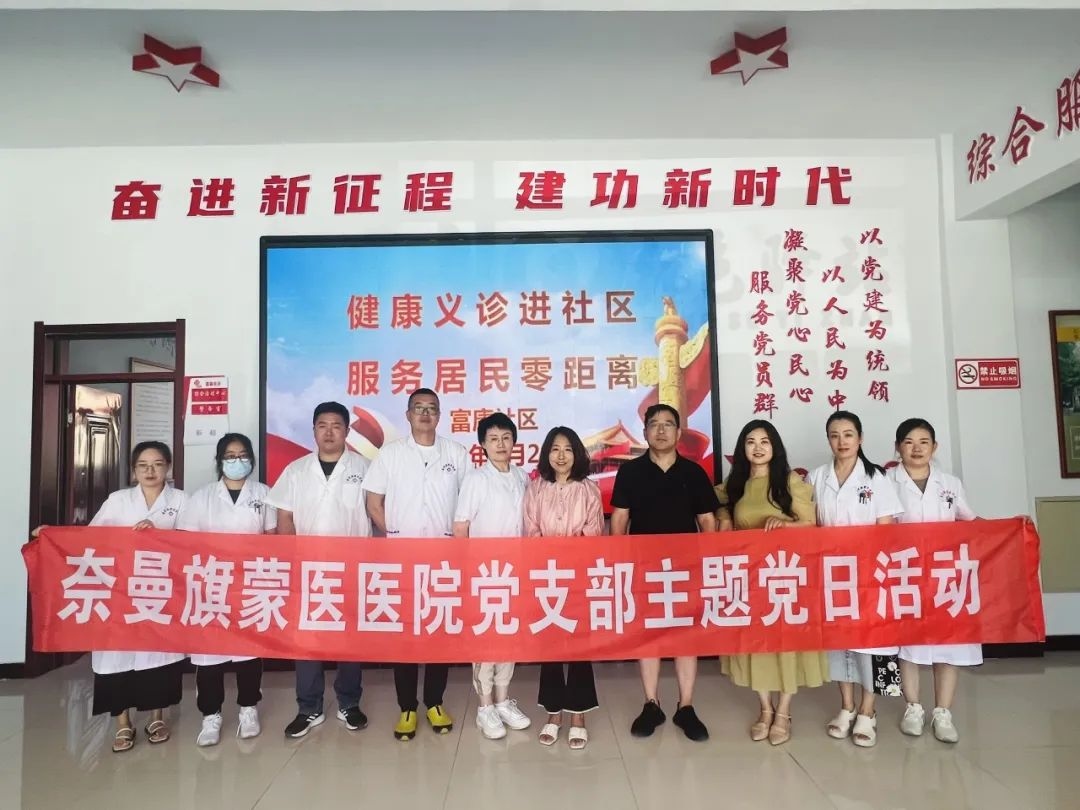 奋进新征程 建功新时代
综合服
以党建为统领
以人民为中
凝聚党心民心
服务党员群
健康义诊进社区
服务居民零距离
富康社区
月2
禁止吸烟
NO SMOKING
奈曼旗蒙医医院党支部主题党日活动